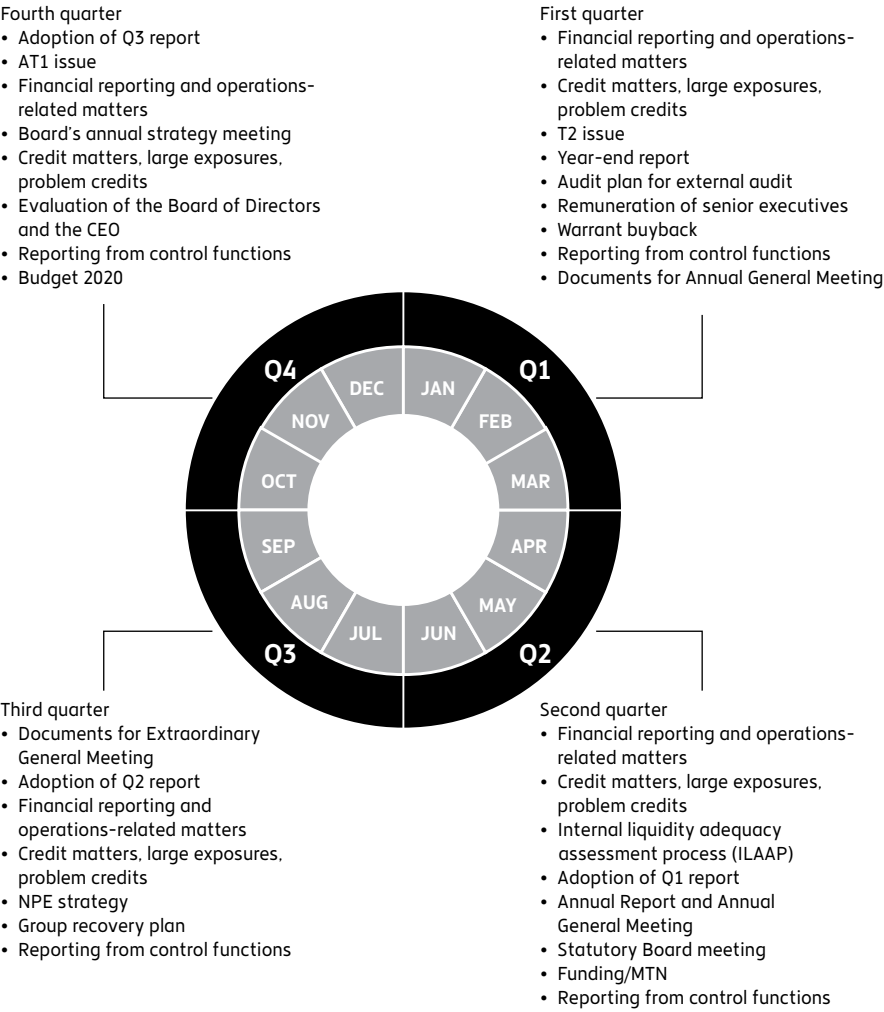 Fourth quarter
• Adoption of Q3 report
• AT1 issue
• Financial reporting and operations-
related matters
• Board's annual strategy meeting
• Credit matters, large exposures,
problem credits
• Evaluation of the Board of Directors
and the CEO
• Reporting from control functions
• Budget 2020
First quarter
• Financial reporting and operations-
related matters
• Credit matters, large exposures,
problem credits
• T2 issue
• Year-end report
• Audit plan for external audit
• Remuneration of senior executives
• Warrant buyback
• Reporting from control functions
• Documents for Annual General Meeting
Q4
Q1
DEC
JAN
NOV
FEB
OCT
MAR
SEP
APR
AUG
MAY
JUL
JUN
Q3
Q2
Third quarter
• Documents for Extraordinary
General Meeting
• Adoption of Q2 report
• Financial reporting and
operations-related matters
• Credit matters, large exposures,
problem credits
• NPE strategy
• Group recovery plan
• Reporting from control functions
Second quarter
• Financial reporting and operations-
related matters
• Credit matters, large exposures,
problem credits
• Internal liquidity adequacy
assessment process (ILAAP)
• Adoption of Q1 report
• Annual Report and Annual
General Meeting
• Statutory Board meeting
• Funding/MTN
• Reporting from control functions